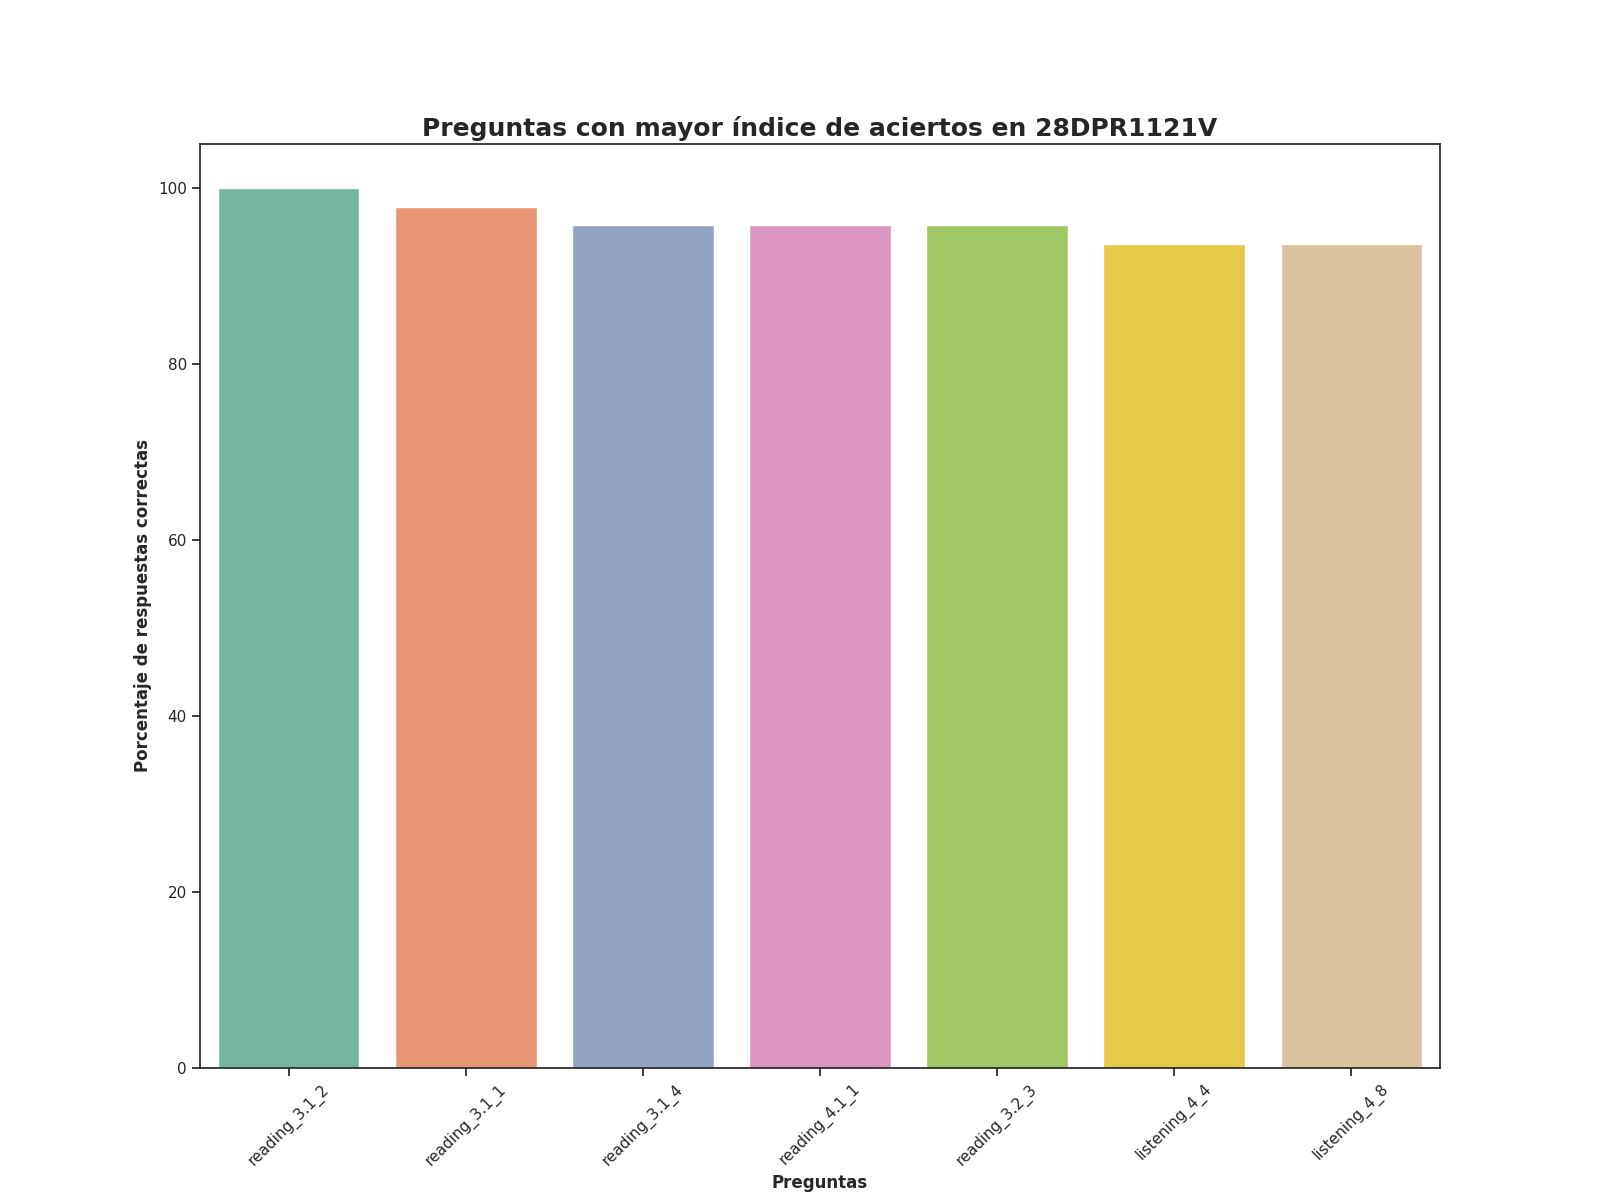 Preguntas con mayor índice de aciertos en 28DPR1121V
Porcentaje de respuestas correctas
100
80
60
40
20
0
reading_3.1_2
reading_3.1_1
reading_3.1_4
reading_4.1_1
reading_3.2_3
listening_4_4
listening_4_8
Preguntas